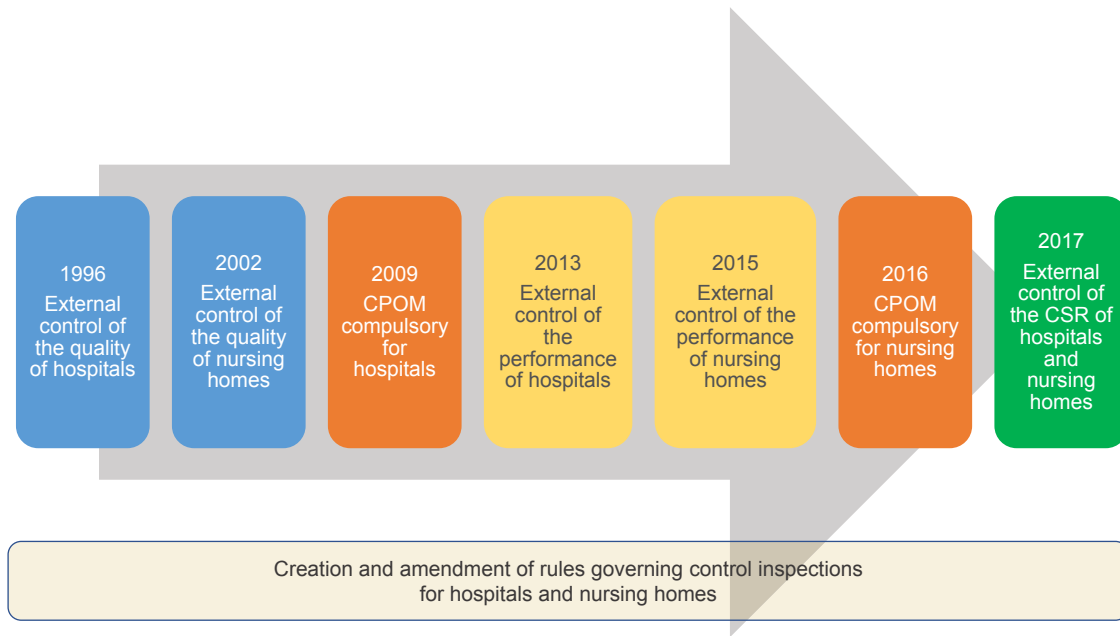 1996
External
control of
the quality
of hospitals
2002
External
control of
the quality
of nursing
homes
2009
CPOM
compulsory
for
hospitals
2013
External
control of
the
performance
of hospitals
2015
External
control of the
performance
of nursing
homes
2016
CPOM
compulsory
for nursing
homes
2017
External
control of
the CSR of
hospitals
and
nursing
homes
Creation and amendment of rules governing control inspections
for hospitals and nursing homes